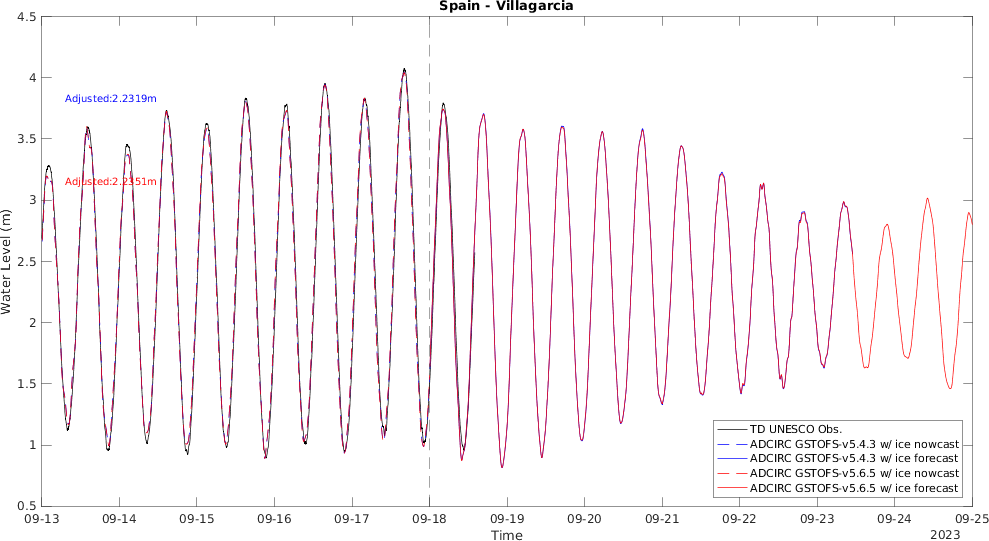 Spain - Villagarcia
4.5
4
3.5
3
2.5
2
1.5
1
0.5
Water Level (m)
Adjusted:2.2319m
Adjusted:2.2351m
TD UNESCO Obs.
ADCIRC GSTOFS-v5.4.3 w/ ice nowcast
ADCIRC GSTOFS-v5.4.3 w/ ice forecast
ADCIRC GSTOFS-v5.6.5 w/ ice nowcast
ADCIRC GSTOFS-v5.6.5 w/ ice forecast
09-13 09-14 09-15 09-16 09-17 09-18 09-19 09-20 09-21 09-22 09-23 09-24 09-25
Time
2023